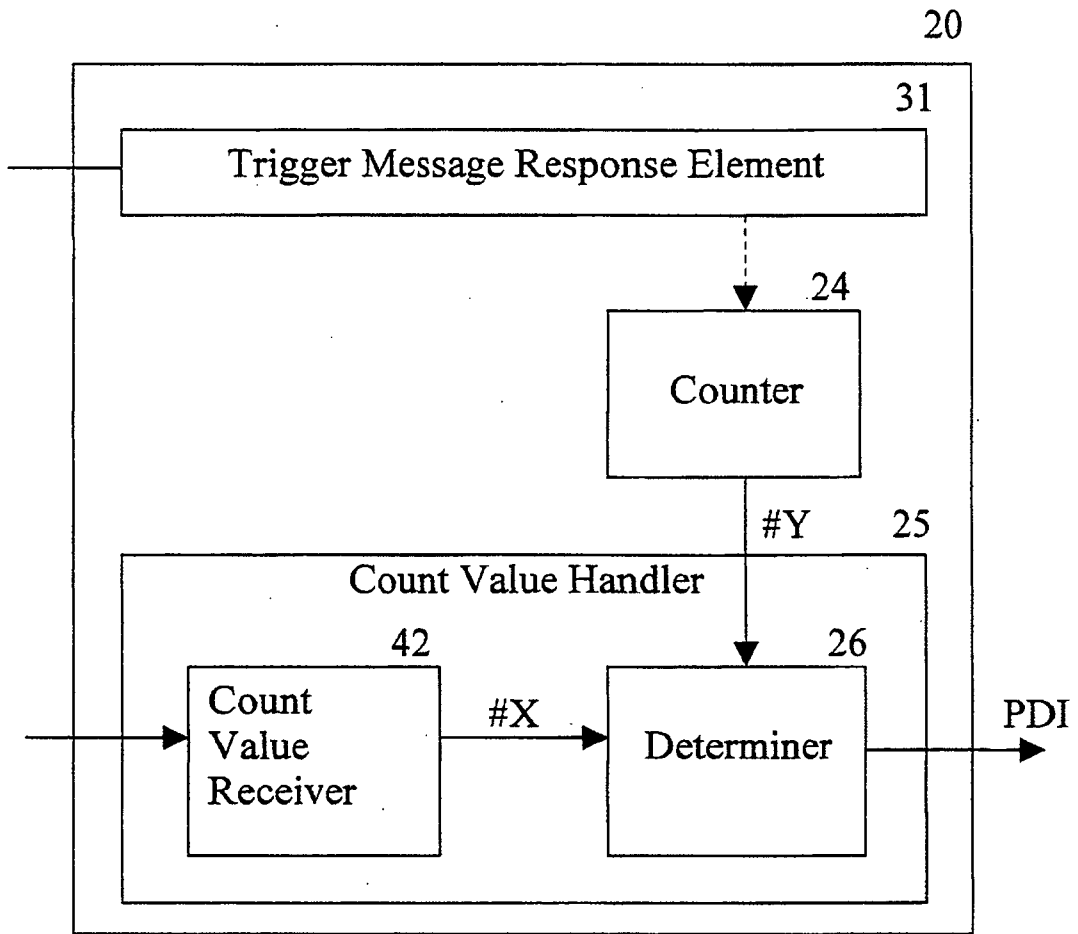 20
31
Trigger Message Response Element
24
Counter
#Y
25
Count Value Handler
42
26
Count
Value
Receiver
#X
Determiner
PDI